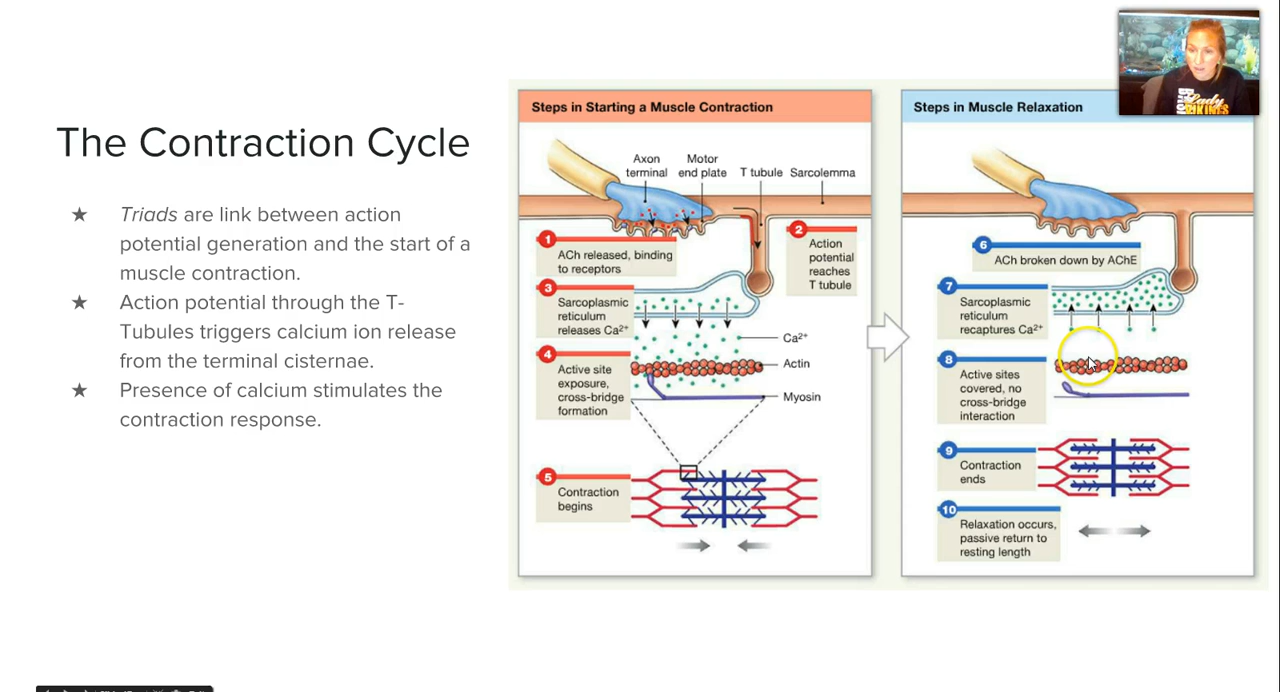 The Contraction Cycle
★ Triads are link between action
potential generation and the start of a
muscle contraction.
★ Action potential through the T-
Tubules triggers calcium ion release
from the terminal cisternae.
★ Presence of calcium stimulates the
contraction response.
Steps in Starting a Muscle Contraction
Axon
terminal
Motor
end plate
T tubule
Sarcolemma
1
ACh released, binding
to receptors
2
Action
potential
reaches
T tubule
3
Sarcoplasmic
reticulum
releases Ca²⁺
Ca²⁺
4
Active site
exposure,
cross-bridge
formation
Actin
Myosin
5
Contraction
begins
Steps in Muscle Relaxation
6
ACh broken down by AChE
7
Sarcoplasmic
reticulum
recaptures Ca²⁺
8
Active sites
covered, no
cross-bridge
interaction
9
Contraction
ends
10
Relaxation occurs,
passive return to
resting length
Lady